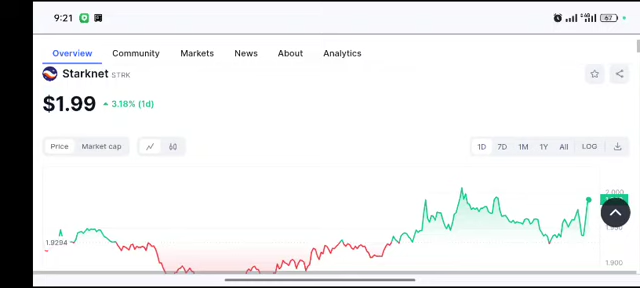 9:21
67
Overview Community Markets News About Analytics
Starknet STRK
$1.99 3.18% (1d)
Price Market cap 1D 7D 1M 1Y All LOG
2.000
1.9294
1.900